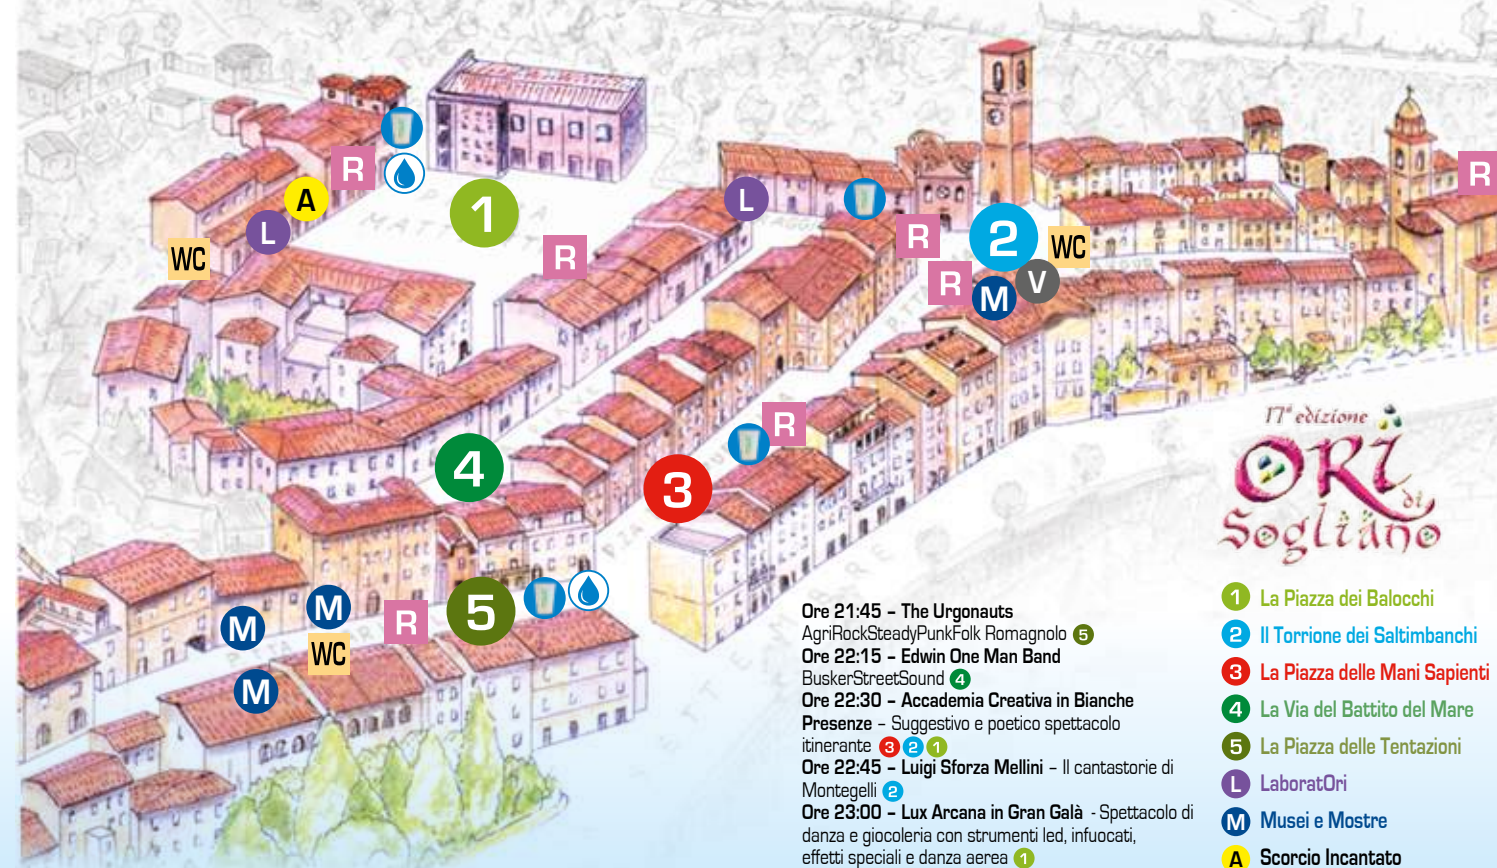 R
A
L
WC
1
R
L
R
2
WC
R
M
V
R
4
R
3
M
M
R
5
WC
M
17ª edizione
ORI
di
Sogliano
Ore 21:45 – The Urgonauts
AgriRockSteadyPunkFolk Romagnolo 5
Ore 22:15 – Edwin One Man Band
BuskerStreetSound 4
Ore 22:30 – Accademia Creativa in Bianche
Presenze – Suggestivo e poetico spettacolo
itinerante 3 2 1
Ore 22:45 – Luigi Sforza Mellini – Il cantastorie di
Montegelli 2
Ore 23:00 – Lux Arcana in Gran Galà - Spettacolo di
danza e giocoleria con strumenti led, infuocati,
effetti speciali e danza aerea 1
1 La Piazza dei Balocchi
2 Il Torrione dei Saltimbanchi
3 La Piazza delle Mani Sapienti
4 La Via del Battito del Mare
5 La Piazza delle Tentazioni
L LaboratOri
M Musei e Mostre
A Scorcio Incantato